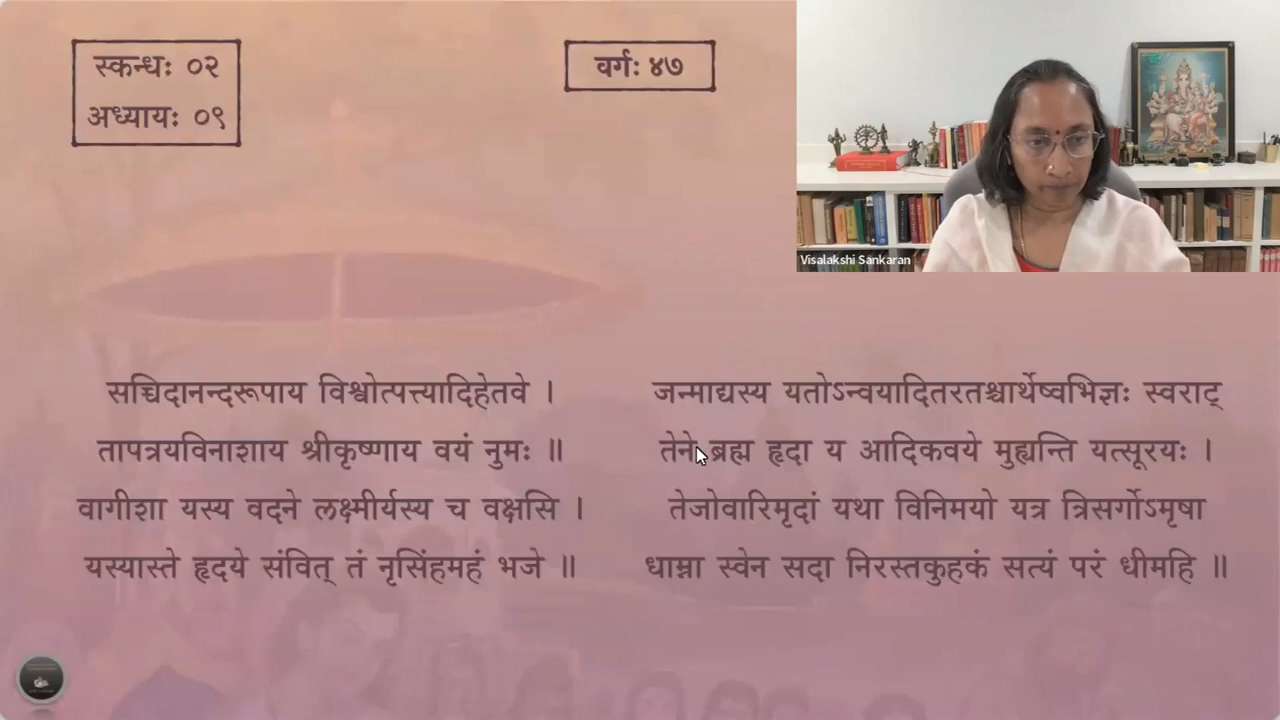 स्कन्धः ०२
अध्यायः ०९
वर्गः ४७
Visalakshi Sankaran
सच्चिदानन्दरूपाय विश्वोत्पत्त्यादिहेतवे ।
तापत्रयविनाशाय श्रीकृष्णाय वयं नुमः ॥
वागीशा यस्य वदने लक्ष्मीर्यस्य च वक्षसि ।
यस्यास्ते हृदये संवित् तं नृसिंहमहं भजे ॥
जन्माद्यस्य यतोऽन्वयादितरतश्चार्थेष्वभिज्ञः स्वराट्
तेने ब्रह्म हृदा य आदिकवये मुह्यन्ति यत्सूरयः ।
तेजोवारिमृदां यथा विनिमयो यत्र त्रिसर्गोऽमृषा
धाम्ना स्वेन सदा निरस्तकुहकं सत्यं परं धीमहि ॥